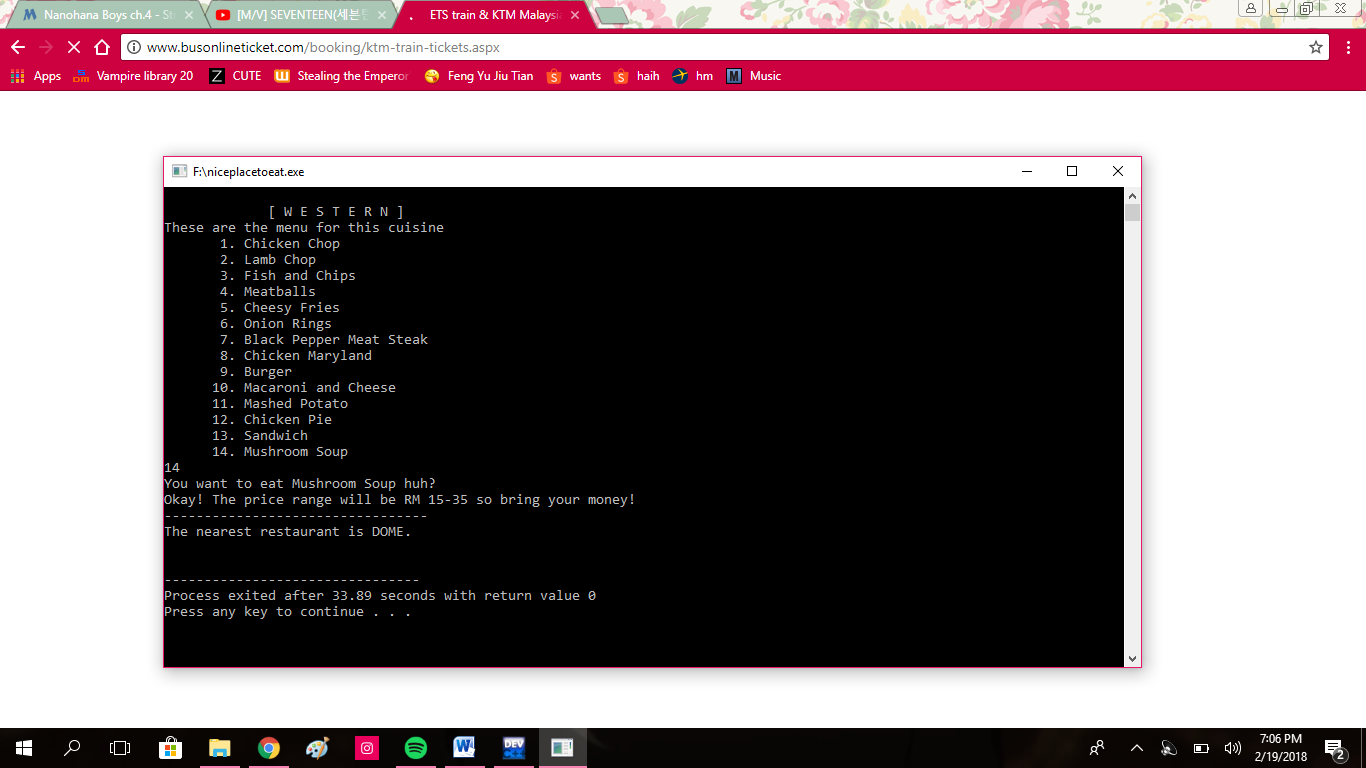 Nanohana Boys ch.4 - St
[M/V] SEVENTEEN(세븐틴
ETS train & KTM Malaysi
www.busonlineticket.com/booking/ktm-train-tickets.aspx
Apps Vampire library 20 CUTE Stealing the Emperor Feng Yu Jiu Tian wants haih hm Music
F:\niceplacetoeat.exe
[ W E S T E R N ]
These are the menu for this cuisine
1. Chicken Chop
2. Lamb Chop
3. Fish and Chips
4. Meatballs
5. Cheesy Fries
6. Onion Rings
7. Black Pepper Meat Steak
8. Chicken Maryland
9. Burger
10. Macaroni and Cheese
11. Mashed Potato
12. Chicken Pie
13. Sandwich
14. Mushroom Soup
14
You want to eat Mushroom Soup huh?
Okay! The price range will be RM 15-35 so bring your money!
---------------------------------
The nearest restaurant is DOME.
--------------------------------
Process exited after 33.89 seconds with return value 0
Press any key to continue . . .
DEV C++
7:06 PM
2/19/2018
2